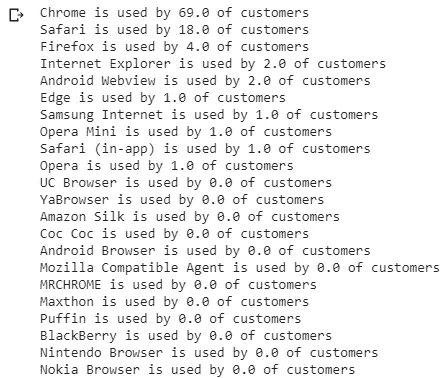 Chrome is used by 69.0 of customers
Safari is used by 18.0 of customers
Firefox is used by 4.0 of customers
Internet Explorer is used by 2.0 of customers
Android Webview is used by 2.0 of customers
Edge is used by 1.0 of customers
Samsung Internet is used by 1.0 of customers
Opera Mini is used by 1.0 of customers
Safari (in-app) is used by 1.0 of customers
Opera is used by 1.0 of customers
UC Browser is used by 0.0 of customers
YaBrowser is used by 0.0 of customers
Amazon Silk is used by 0.0 of customers
Coc Coc is used by 0.0 of customers
Android Browser is used by 0.0 of customers
Mozilla Compatible Agent is used by 0.0 of customers
MRCHROME is used by 0.0 of customers
Maxthon is used by 0.0 of customers
Puffin is used by 0.0 of customers
BlackBerry is used by 0.0 of customers
Nintendo Browser is used by 0.0 of customers
Nokia Browser is used by 0.0 of customers